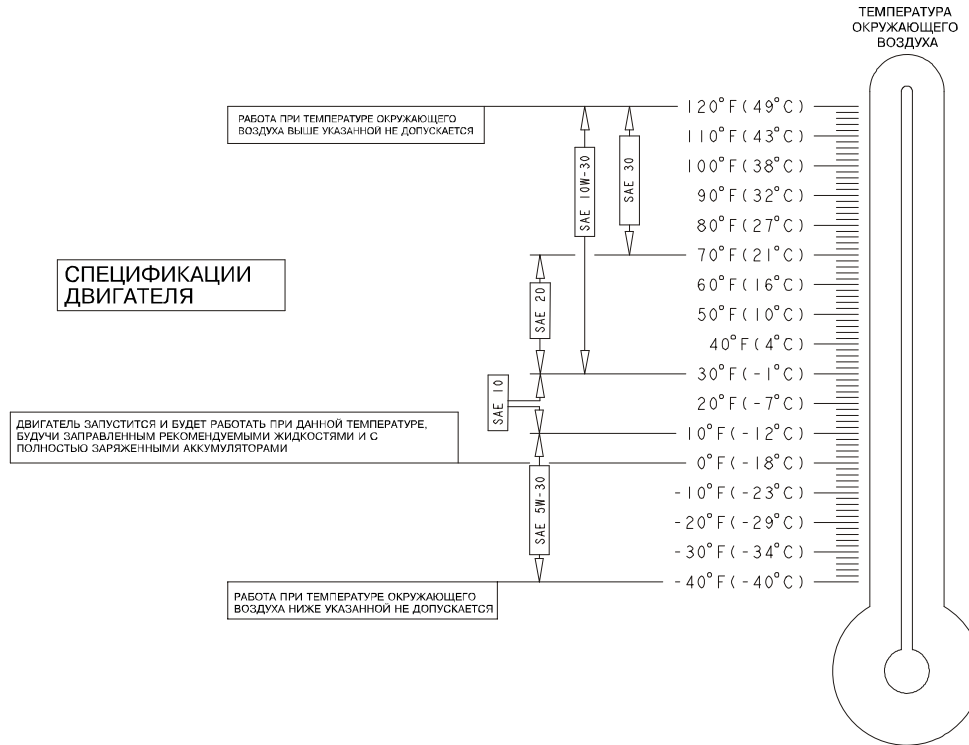 ТЕМПЕРАТУРА
ОКРУЖАЮЩЕГО
ВОЗДУХА
РАБОТА ПРИ ТЕМПЕРАТУРЕ ОКРУЖАЮЩЕГО
ВОЗДУХА ВЫШЕ УКАЗАННОЙ НЕ ДОПУСКАЕТСЯ
120°F(49°C)
110°F(43°C)
100°F(38°C)
90°F(32°C)
80°F(27°C)
70°F(21°C)
60°F(16°C)
50°F(10°C)
40°F(4°C)
30°F(-1°C)
20°F(-7°C)
10°F(-12°C)
0°F(-18°C)
-10°F(-23°C)
-20°F(-29°C)
-30°F(-34°C)
-40°F(-40°C)
SAE 10W-30
SAE 30
СПЕЦИФИКАЦИИ
ДВИГАТЕЛЯ
SAE 20
SAE 10
ДВИГАТЕЛЬ ЗАПУСТИТСЯ И БУДЕТ РАБОТАТЬ ПРИ ДАННОЙ ТЕМПЕРАТУРЕ,
БУДУЧИ ЗАПРАВЛЕННЫМ РЕКОМЕНДУЕМЫМИ ЖИДКОСТЯМИ И С
ПОЛНОСТЬЮ ЗАРЯЖЕННЫМИ АККУМУЛЯТОРАМИ
SAE 5W-30
РАБОТА ПРИ ТЕМПЕРАТУРЕ ОКРУЖАЮЩЕГО
ВОЗДУХА НИЖЕ УКАЗАННОЙ НЕ ДОПУСКАЕТСЯ